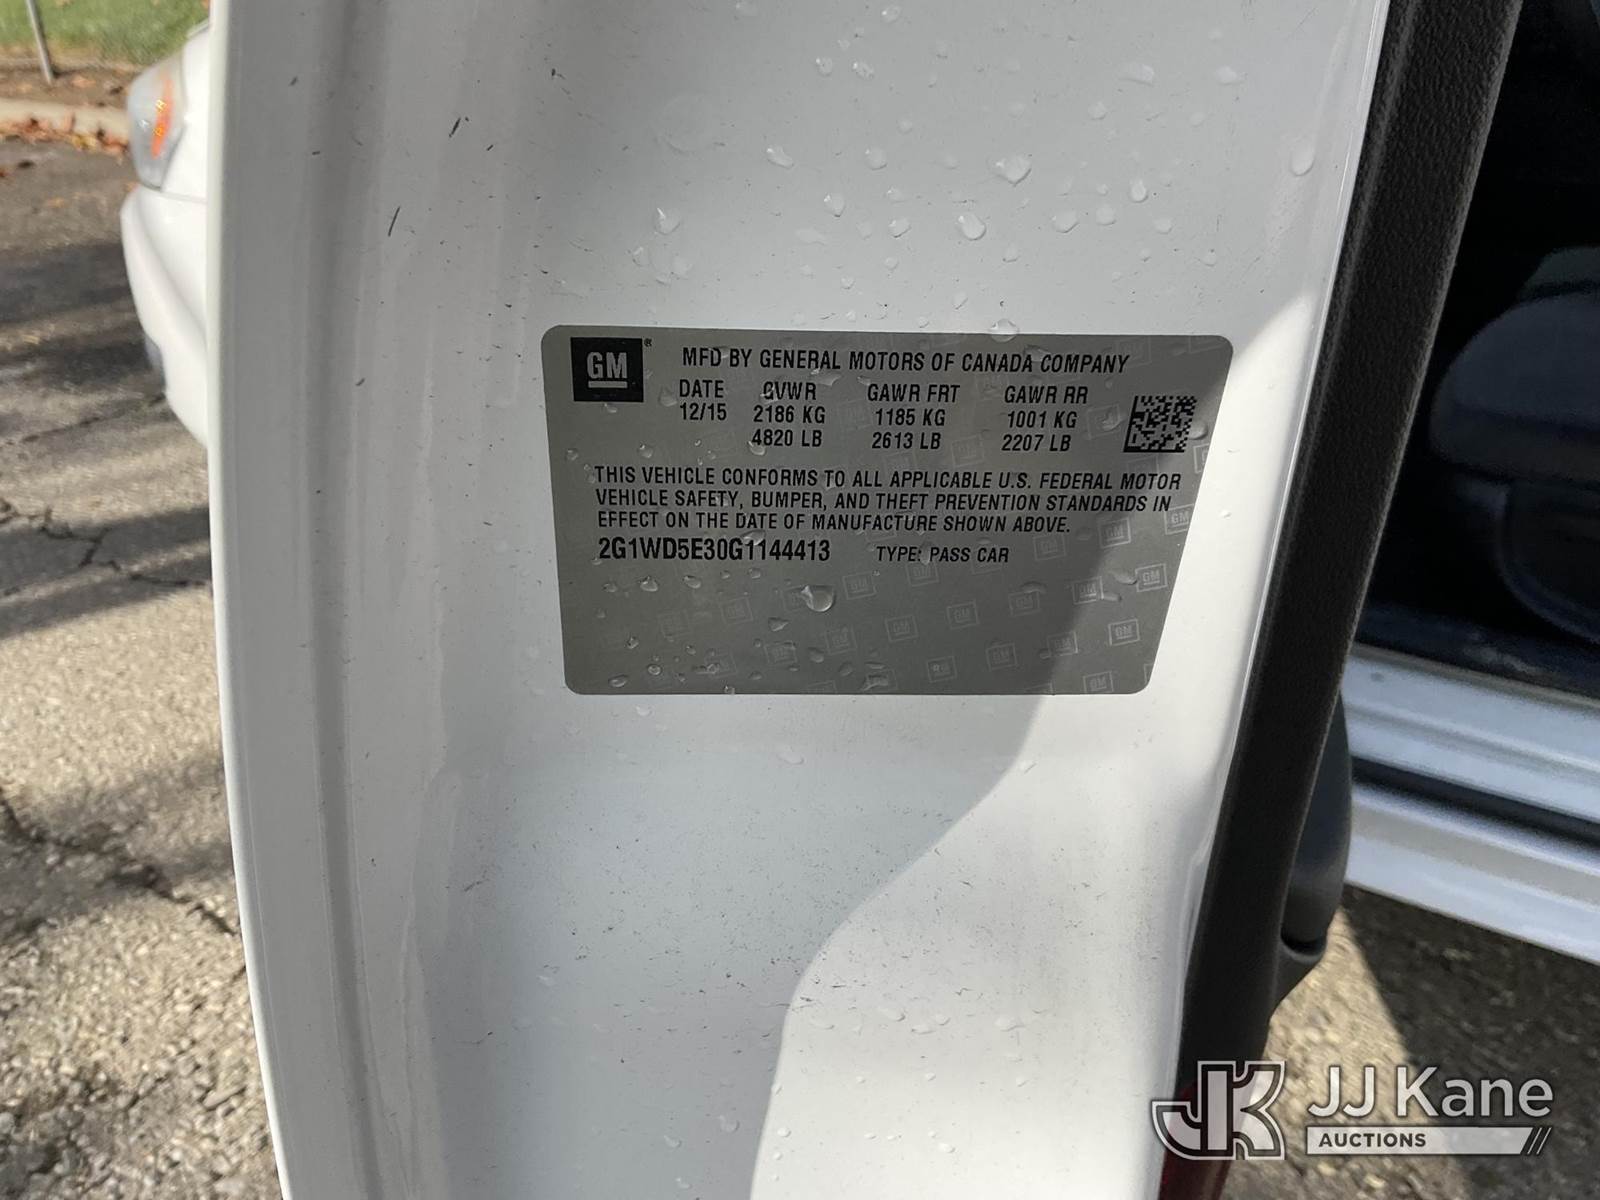 GM ®
MFD BY GENERAL MOTORS OF CANADA COMPANY
DATE GVWR GAWR FRT GAWR RR
12/15 2186 KG 1185 KG 1001 KG
4820 LB 2613 LB 2207 LB
THIS VEHICLE CONFORMS TO ALL APPLICABLE U.S. FEDERAL MOTOR
VEHICLE SAFETY, BUMPER, AND THEFT PREVENTION STANDARDS IN
EFFECT ON THE DATE OF MANUFACTURE SHOWN ABOVE.
2G1WD5E30G1144413 TYPE: PASS CAR
JK JJ Kane
AUCTIONS